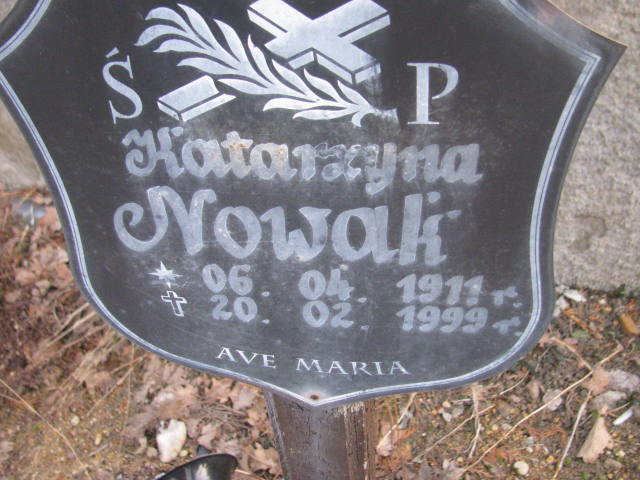 Ś P
Katarzyna
Nowak
06. 04. 1911 r.
20. 02. 1999 r.
AVE MARIA